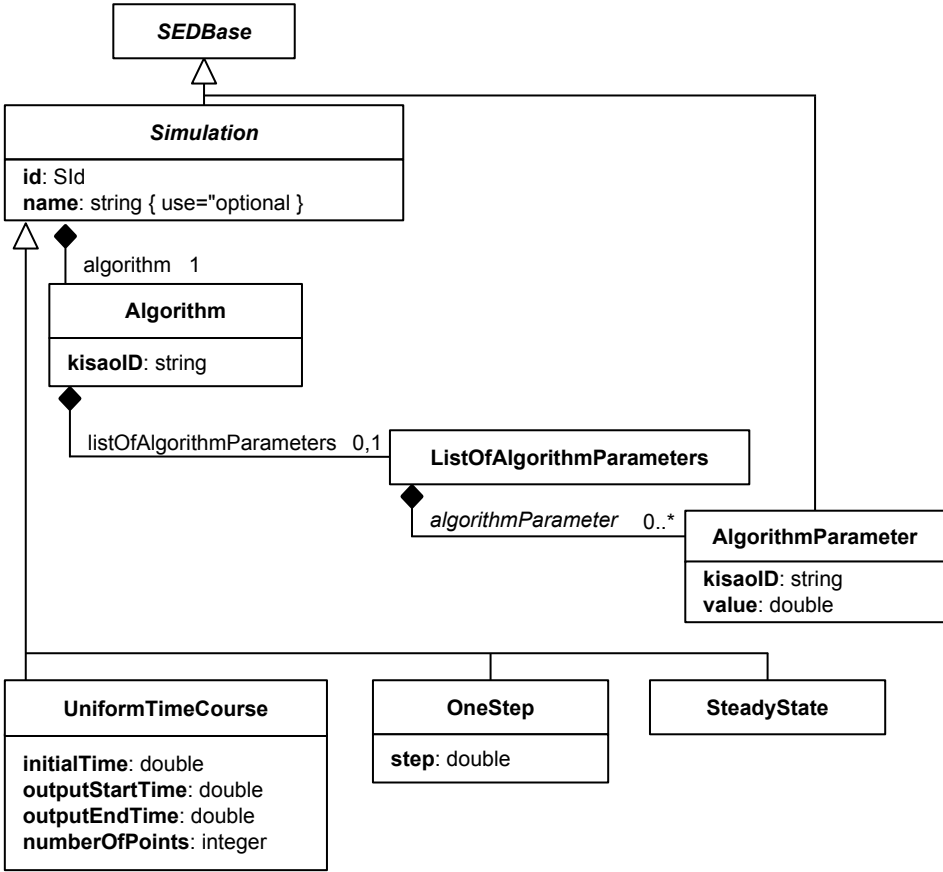 SEDBase
Simulation
id: SId
name: string { use="optional }
algorithm 1
Algorithm
kisaoID: string
listOfAlgorithmParameters 0,1
ListOfAlgorithmParameters
algorithmParameter 0..*
AlgorithmParameter
kisaoID: string
value: double
UniformTimeCourse
initialTime: double
outputStartTime: double
outputEndTime: double
numberOfPoints: integer
OneStep
step: double
SteadyState